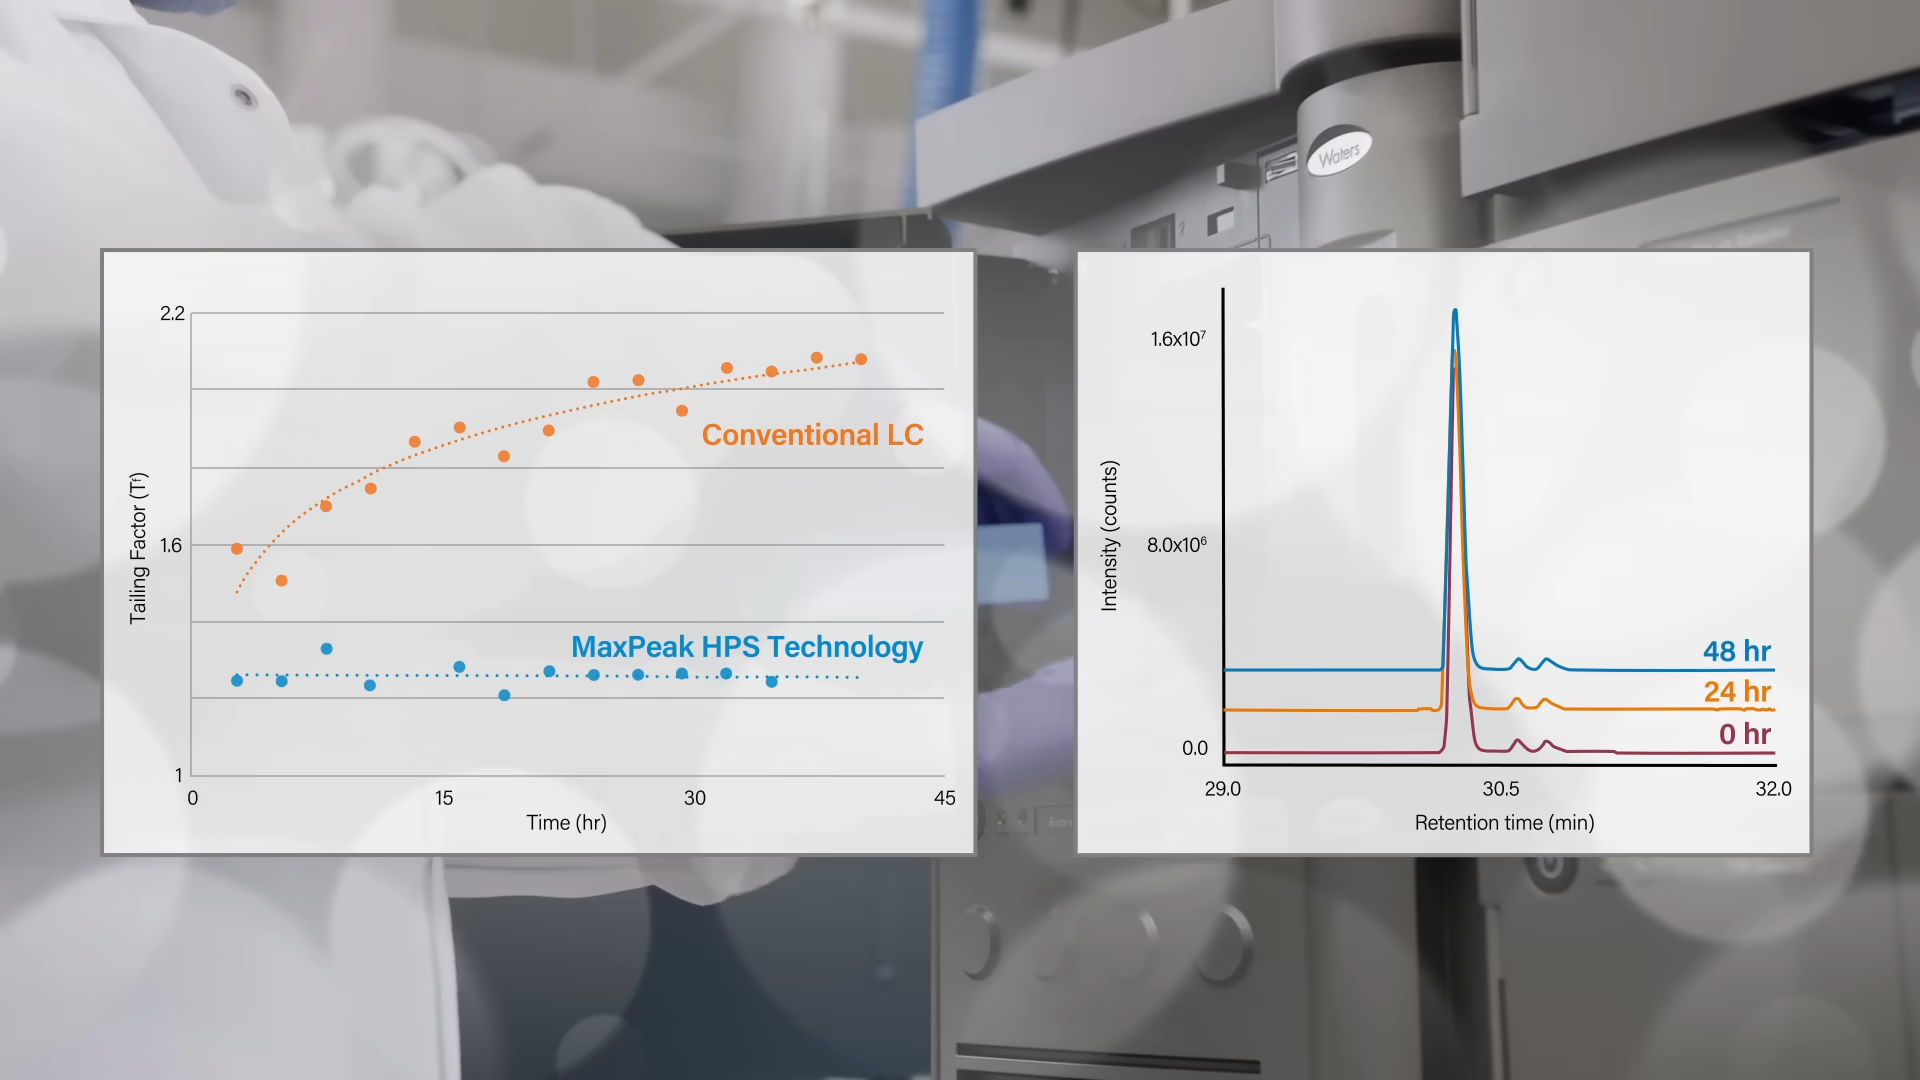 Waters
2
2.2
1.6
1
Tailing Factor (Tf)
0
15
30
45
Time (hr)
Conventional LC
MaxPeak HPS Technology
1.6x10⁷
8.0x10⁶
0.0
Intensity (counts)
29.0
30.5
32.0
Retention time (min)
48 hr
24 hr
0 hr